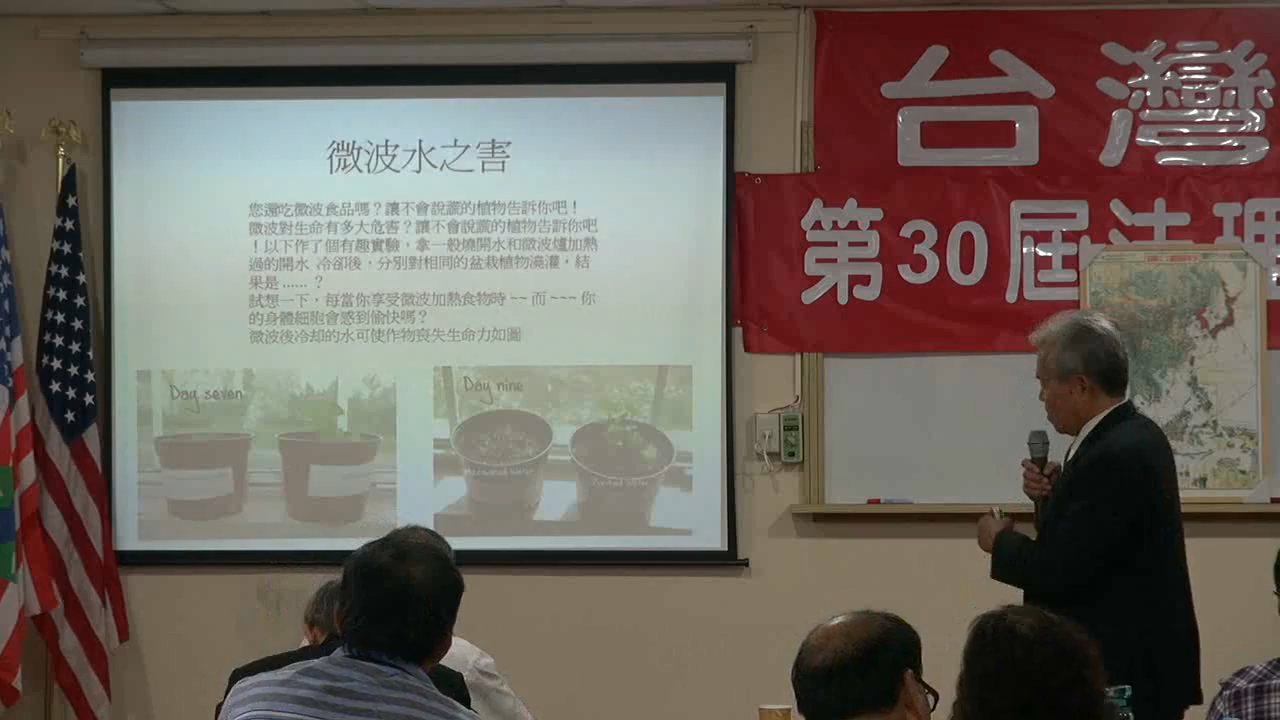 微波水之害
您還吃微波食品嗎？讓不會說謊的植物告訴你吧！
微波對生命有多大危害？讓不會說謊的植物告訴你吧
！以下作了個有趣實驗，拿一般燒開水和微波爐加熱
過的開水 冷卻後，分別對相同的盆栽植物澆灌，結
果是 ...... ？
試想一下，每當你享受微波加熱食物時 ~~ 而 ~~~ 你
的身體細胞會感到愉快嗎？
微波後冷却的水可使作物喪失生命力如圖
Day seven
Day nine
台灣
第30屆法理